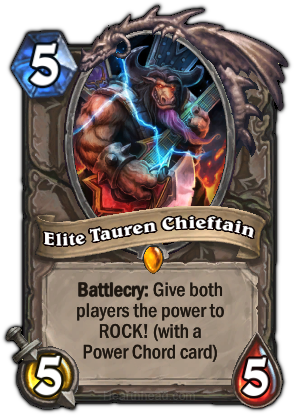 5
Elite Tauren Chieftain
Battlecry: Give both
players the power to
ROCK! (with a
Power Chord card)
5
5